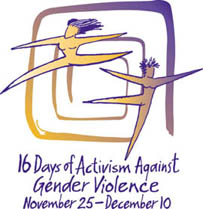 16 Days of Activism Against
Gender Violence
November 25-December 10